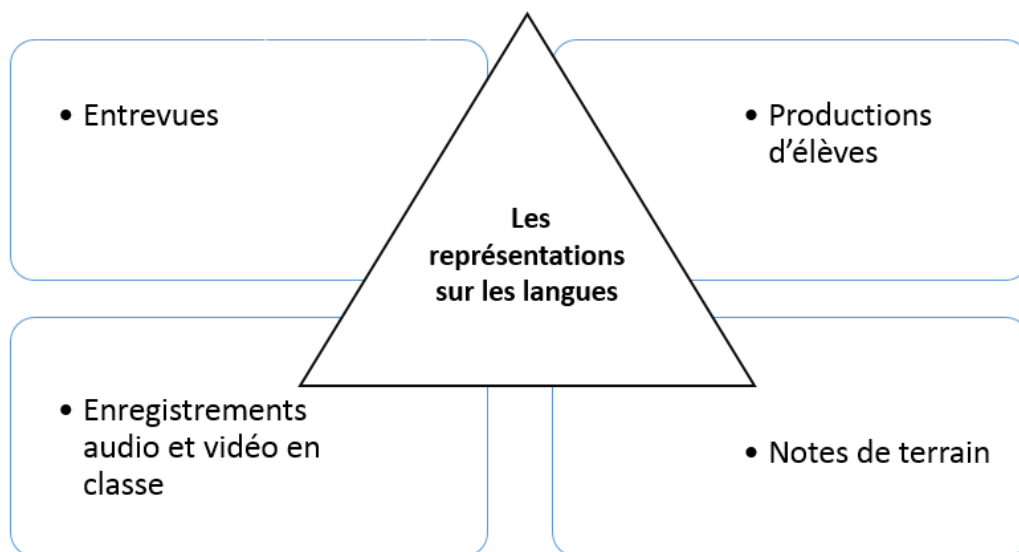 • Entrevues
• Productions
d'élèves
Les
représentations
sur les langues
• Enregistrements
audio et vidéo en
classe
• Notes de terrain